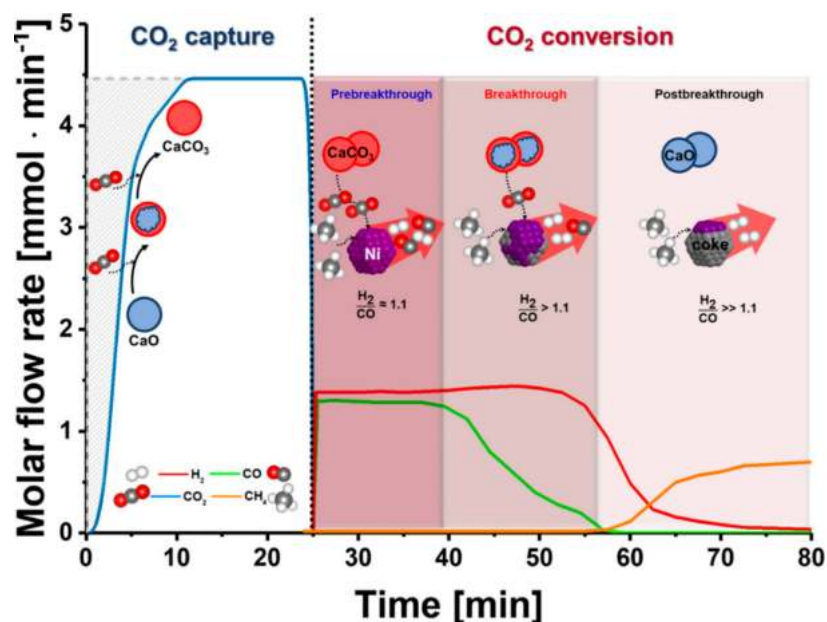 CO₂ capture
CO₂ conversion
Prebreakthrough
Breakthrough
Postbreakthrough
CaCO₃
CaO
CaCO₃
Ni
H₂
CO
≈ 1.1
H₂
CO
> 1.1
CaO
coke
H₂
CO
>> 1.1
H₂
CO
CO₂
CH₄
Molar flow rate [mmol · min⁻¹]
5
4
3
2
1
0
0
10
20
30
40
50
60
70
80
Time [min]